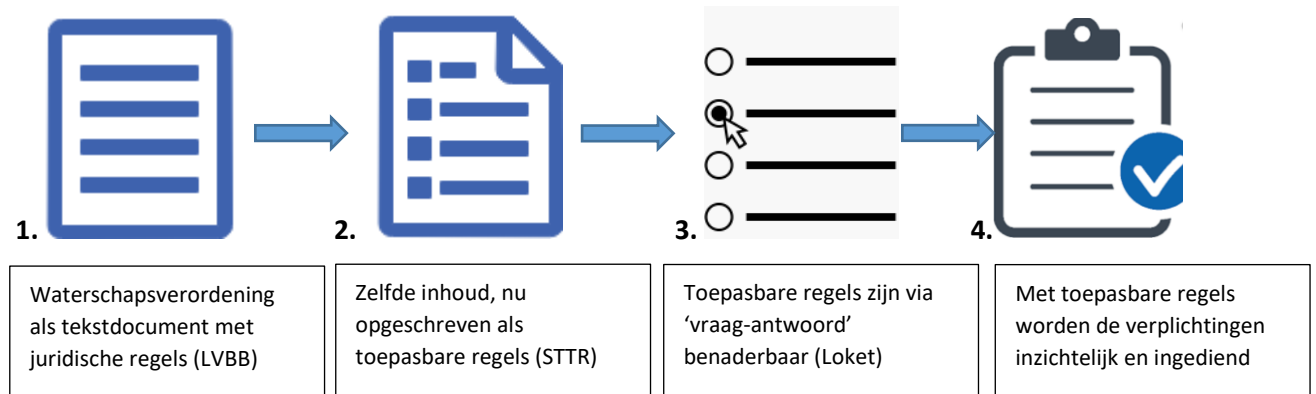 1.
2.
3.
4.
Waterschapsverordening
als tekstdocument met
juridische regels (LVBB)
Zelfde inhoud, nu
opgeschreven als
toepasbare regels (STTR)
Toepasbare regels zijn via
‘vraag-antwoord’
benaderbaar (Loket)
Met toepasbare regels
worden de verplichtingen
inzichtelijk en ingediend